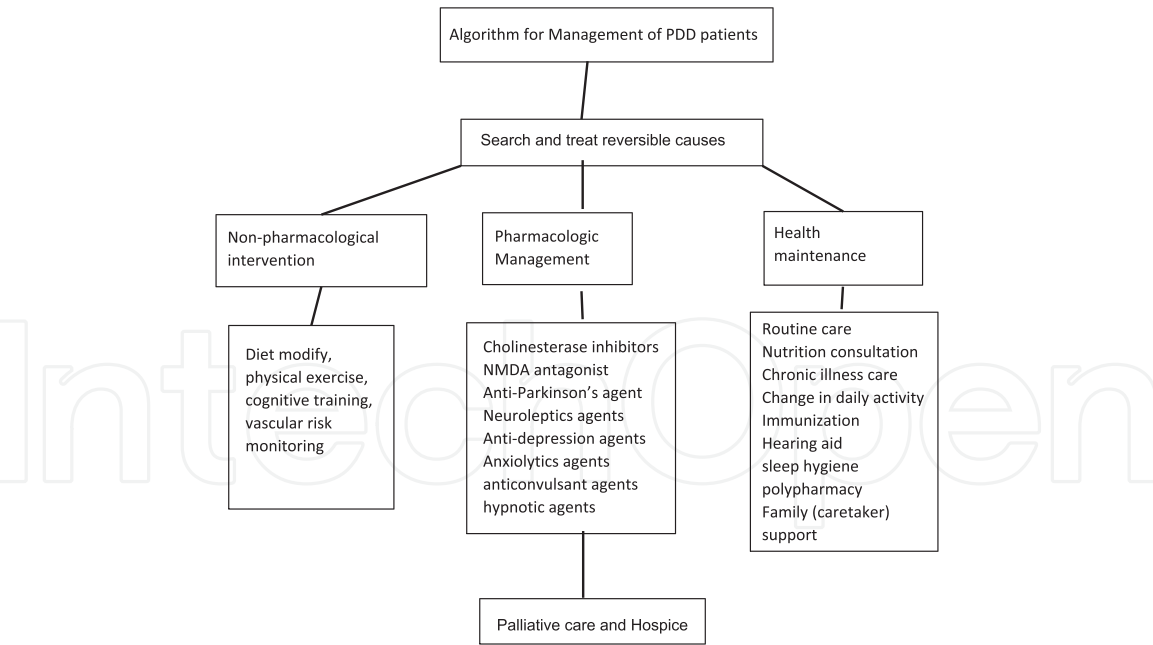 Algorithm for Management of PDD patients
Search and treat reversible causes
Non-pharmacological
intervention
Pharmacologic
Management
Health
maintenance
Diet modify,
physical exercise,
cognitive training,
vascular risk
monitoring
Cholinesterase inhibitors
NMDA antagonist
Anti-Parkinson’s agent
Neuroleptics agents
Anti-depression agents
Anxiolytics agents
anticonvulsant agents
hypnotic agents
Routine care
Nutrition consultation
Chronic illness care
Change in daily activity
Immunization
Hearing aid
sleep hygiene
polypharmacy
Family (caretaker)
support
Palliative care and Hospice
IntechOpen